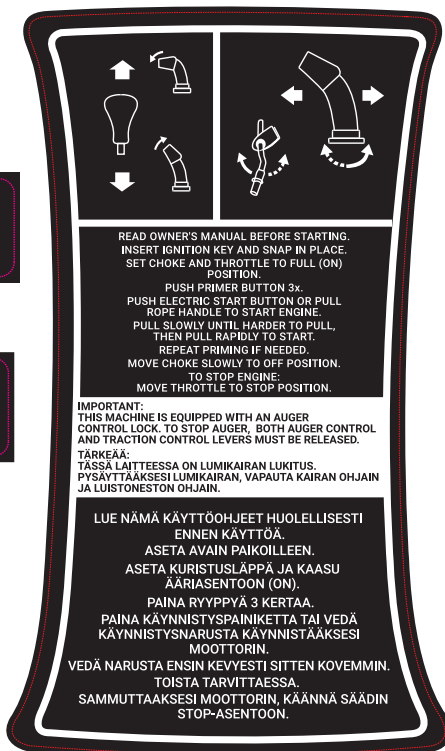 READ OWNER'S MANUAL BEFORE STARTING.
INSERT IGNITION KEY AND SNAP IN PLACE.
SET CHOKE AND THROTTLE TO FULL (ON)
POSITION.
PUSH PRIMER BUTTON 3x.
PUSH ELECTRIC START BUTTON OR PULL
ROPE HANDLE TO START ENGINE.
PULL SLOWLY UNTIL HARDER TO PULL,
THEN PULL RAPIDLY TO START.
REPEAT PRIMING IF NEEDED.
MOVE CHOKE SLOWLY TO OFF POSITION.
TO STOP ENGINE:
MOVE THROTTLE TO STOP POSITION.
IMPORTANT:
THIS MACHINE IS EQUIPPED WITH AN AUGER
CONTROL LOCK. TO STOP AUGER, BOTH AUGER CONTROL
AND TRACTION CONTROL LEVERS MUST BE RELEASED.
TÄRKEÄÄ:
TÄSSÄ LAITTEESSA ON LUMIKAIRAN LUKITUS.
PYSÄYTTÄÄKSESI LUMIKAIRAN, VAPAUTA KAIRAN OHJAIN
JA LUISTONESTON OHJAIN.
LUE NÄMÄ KÄYTTÖOHJEET HUOLELLISESTI
ENNEN KÄYTTÖÄ.
ASETA AVAIN PAIKOILLEEN.
ASETA KURISTUSLÄPPÄ JA KAASU
ÄÄRIASENTOON (ON).
PAINA RYYPPYÄ 3 KERTAA.
PAINA KÄYNNISTYSPAINIKETTA TAI VEDÄ
KÄYNNISTYSNARUSTA KÄYNNISTÄÄKSESI
MOOTTORIN.
VEDÄ NARUSTA ENSIN KEVYESTI SITTEN KOVEMMIN.
TOISTA TARVITTAESSA.
SAMMUTTAAKSESI MOOTTORIN, KÄÄNNÄ SÄÄDIN
STOP-ASENTOON.